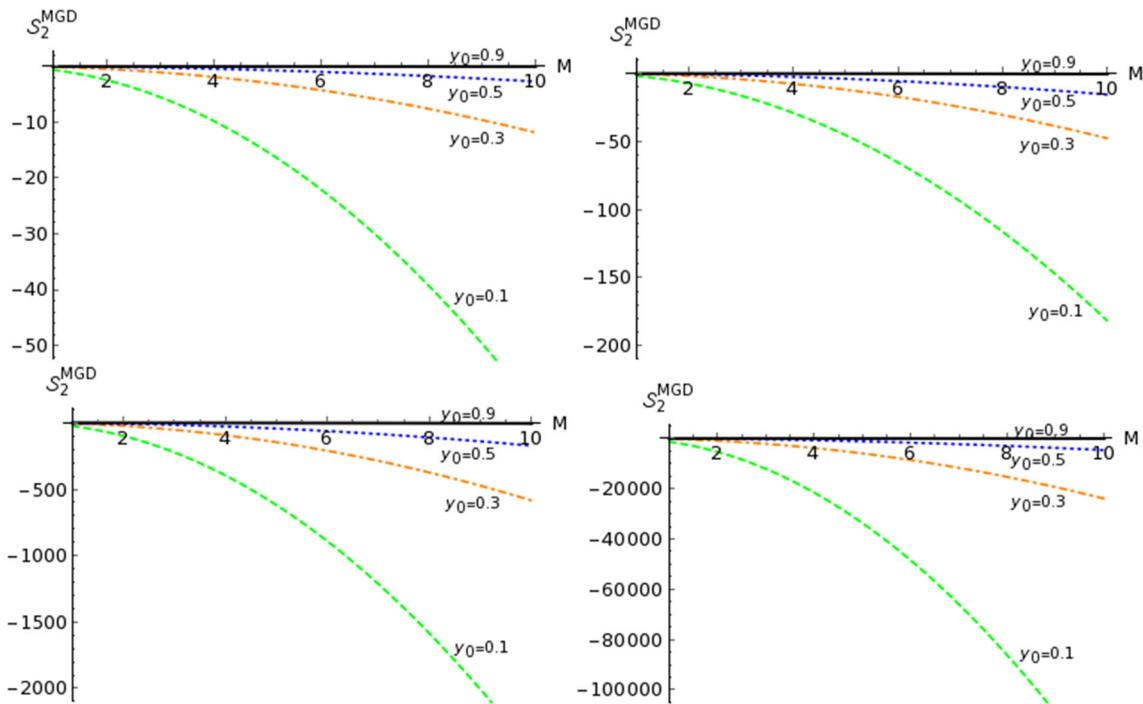 S₂ᴹᴳᴰ
y₀=0.9
M
2 4 6 8 10
y₀=0.5
−10
y₀=0.3
−20
−30
−40
y₀=0.1
−50
S₂ᴹᴳᴰ
y₀=0.9
M
2 4 6 8 10
y₀=0.5
−50
y₀=0.3
−100
−150
y₀=0.1
−200
S₂ᴹᴳᴰ
y₀=0.9
M
2 4 6 8 10
y₀=0.5
−500
y₀=0.3
−1000
−1500
y₀=0.1
−2000
S₂ᴹᴳᴰ
y₀=0.9
M
2 4 6 8 10
y₀=0.5
−20000
y₀=0.3
−40000
−60000
−80000
y₀=0.1
−100000